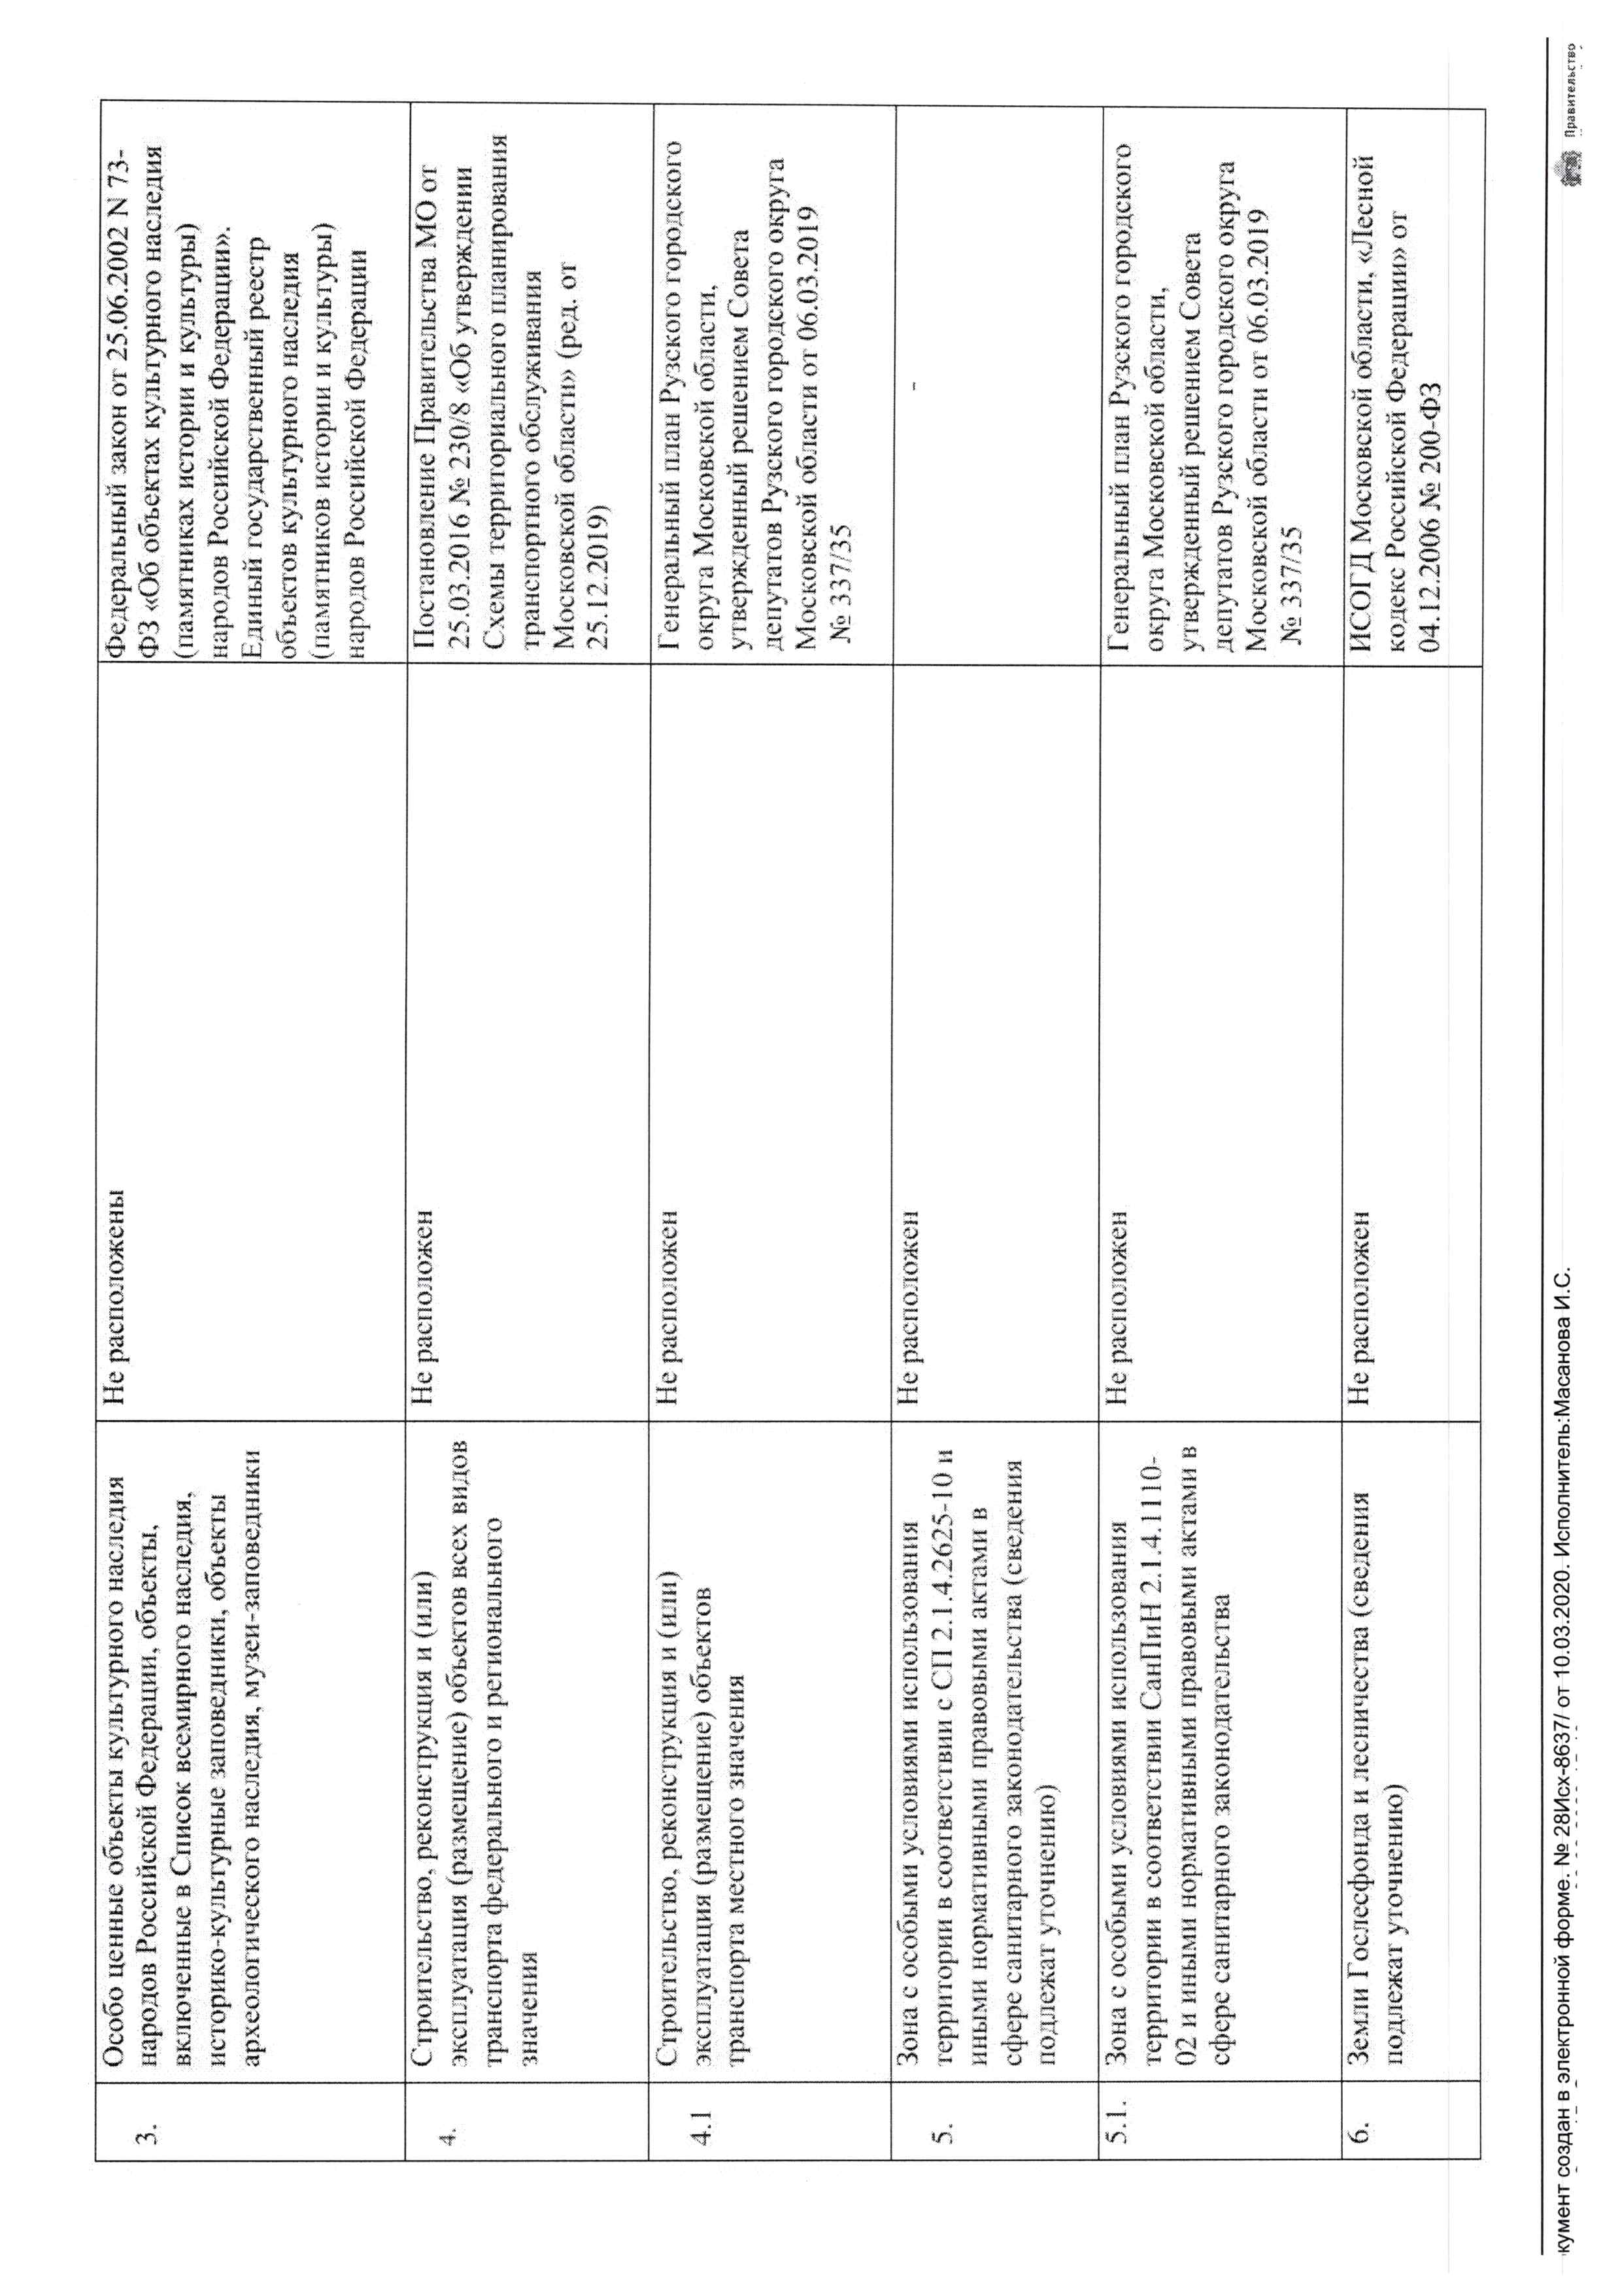 3.
Особо ценные объекты культурного наследия
народов Российской Федерации, объекты,
включенные в Список всемирного наследия,
историко-культурные заповедники, объекты
археологического наследия, музеи-заповедники
Не расположены
Федеральный закон от 25.06.2002 N 73-
ФЗ «Об объектах культурного наследия
(памятниках истории и культуры)
народов Российской Федерации».
Единый государственный реестр
объектов культурного наследия
(памятников истории и культуры)
народов Российской Федерации
4.
Строительство, реконструкция и (или)
эксплуатация (размещение) объектов всех видов
транспорта федерального и регионального
значения
Не расположен
Постановление Правительства МО от
25.03.2016 № 230/8 «Об утверждении
Схемы территориального планирования
транспортного обслуживания
Московской области» (ред. от
25.12.2019)
4.1
Строительство, реконструкция и (или)
эксплуатация (размещение) объектов
транспорта местного значения
Не расположен
Генеральный план Рузского городского
округа Московской области,
утвержденный решением Совета
депутатов Рузского городского округа
Московской области от 06.03.2019
№ 337/35
5.
Зона с особыми условиями использования
территории в соответствии с СП 2.1.4.2625-10 и
иными нормативными правовыми актами в
сфере санитарного законодательства (сведения
подлежат уточнению)
Не расположен
-
5.1.
Зона с особыми условиями использования
территории в соответствии СанПиН 2.1.4.1110-
02 и иными нормативными правовыми актами в
сфере санитарного законодательства
Не расположен
Генеральный план Рузского городского
округа Московской области,
утвержденный решением Совета
депутатов Рузского городского округа
Московской области от 06.03.2019
№ 337/35
6.
Земли Гослесфонда и лесничества (сведения
подлежат уточнению)
Не расположен
ИСОГД Московской области, «Лесной
кодекс Российской Федерации» от
04.12.2006 № 200-ФЗ
кумент создан в электронной форме. № 28Исх-8637/ от 10.03.2020. Исполнитель:Масанова И.С.
Правительство